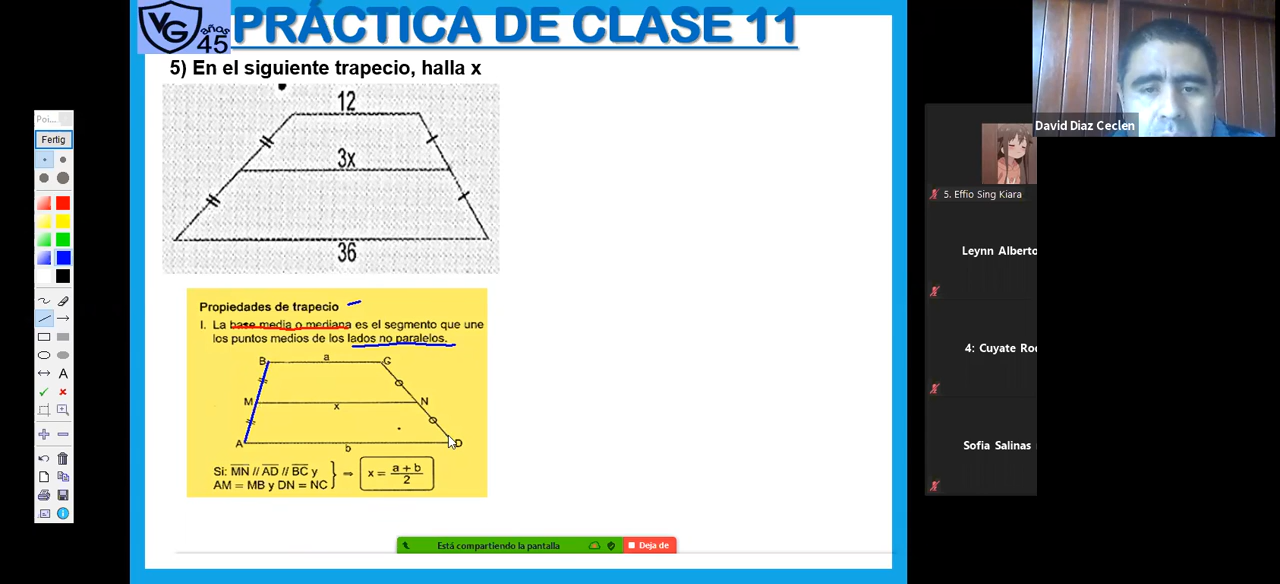 VG
años
45
PRÁCTICA DE CLASE 11
5) En el siguiente trapecio, halla x
12
3x
36
Propiedades de trapecio
I. La base media o mediana es el segmento que une
los puntos medios de los lados no paralelos.
B a C
M x N
A b D
Si: MN // AD // BC y
AM = MB y DN = NC } ⇒ x = a + b / 2
Poi...
Fertig
A
Está compartiendo la pantalla
Deja de
David Diaz Ceclen
5. Effio Sing Kiara
Leynn Alberto
4: Cuyate Ro
Sofia Salinas